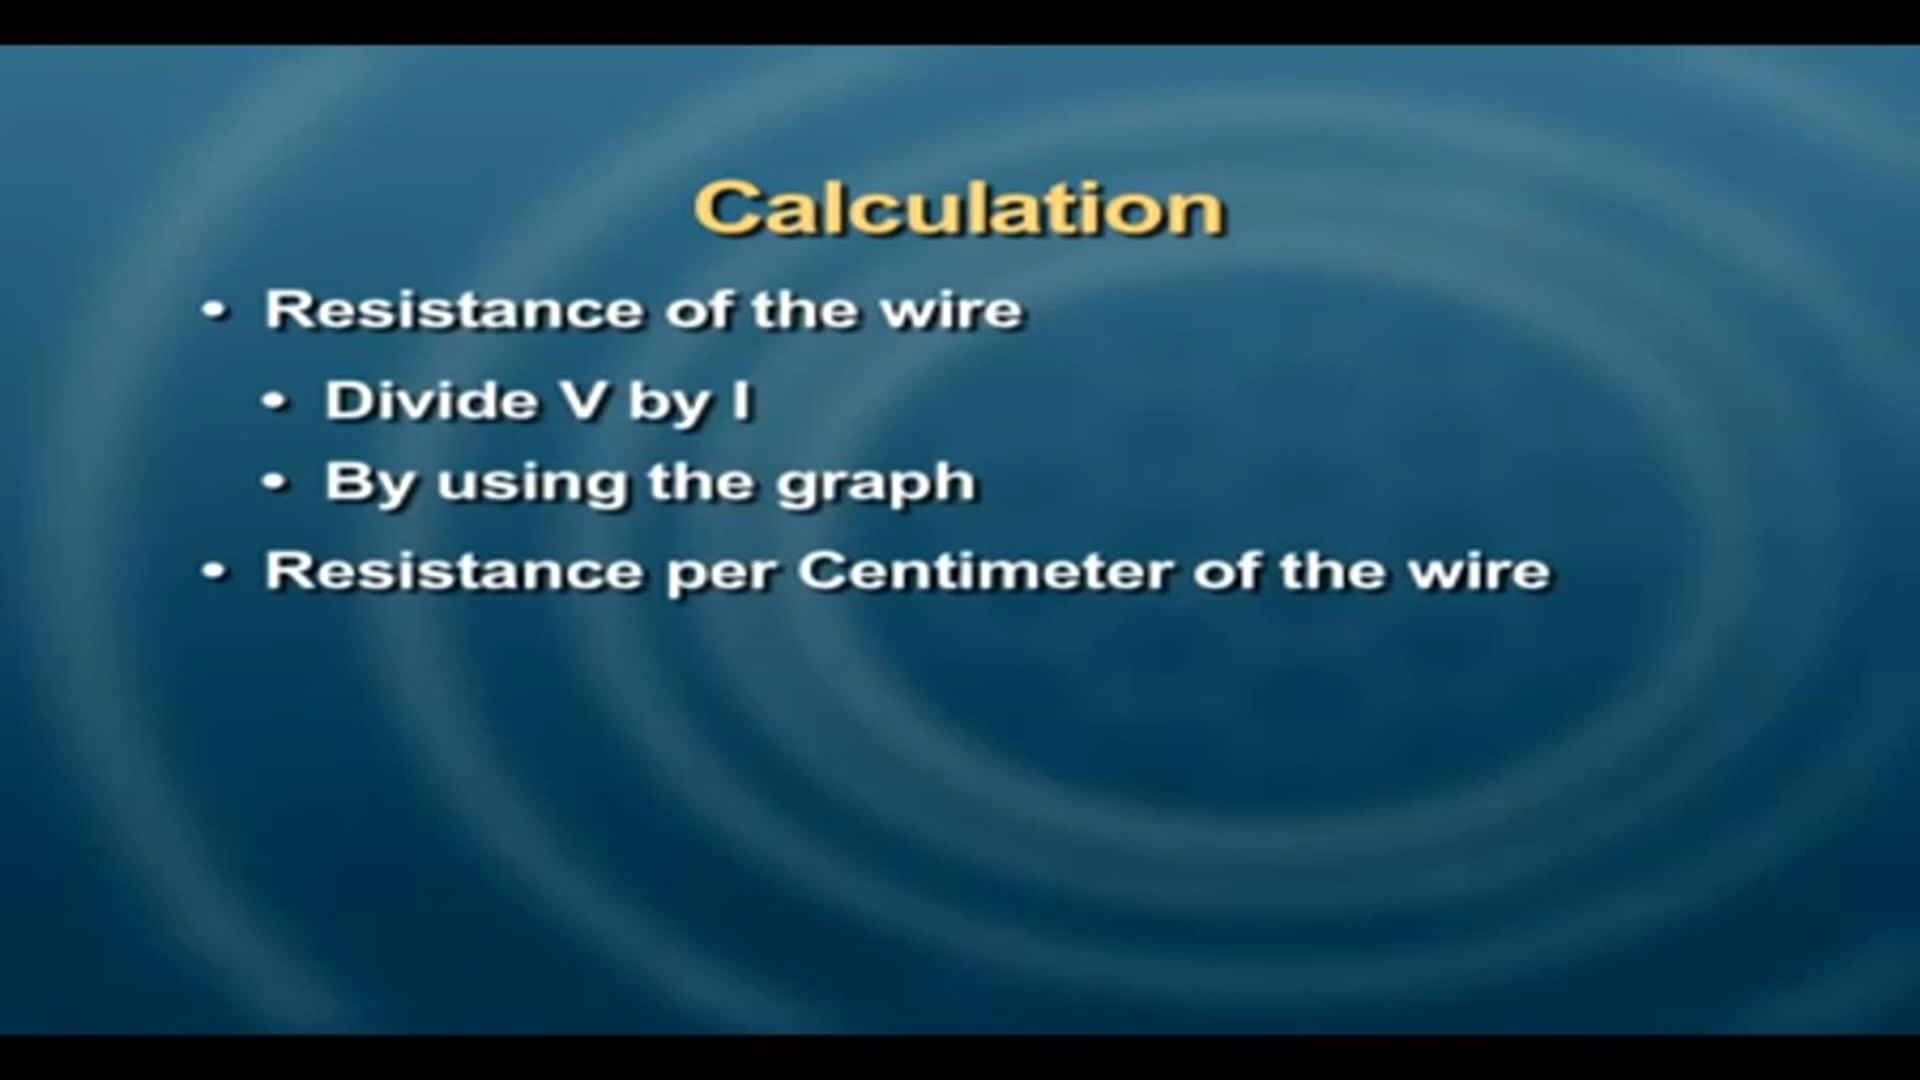 Calculation
• Resistance of the wire
• Divide V by I
• By using the graph
• Resistance per Centimeter of the wire